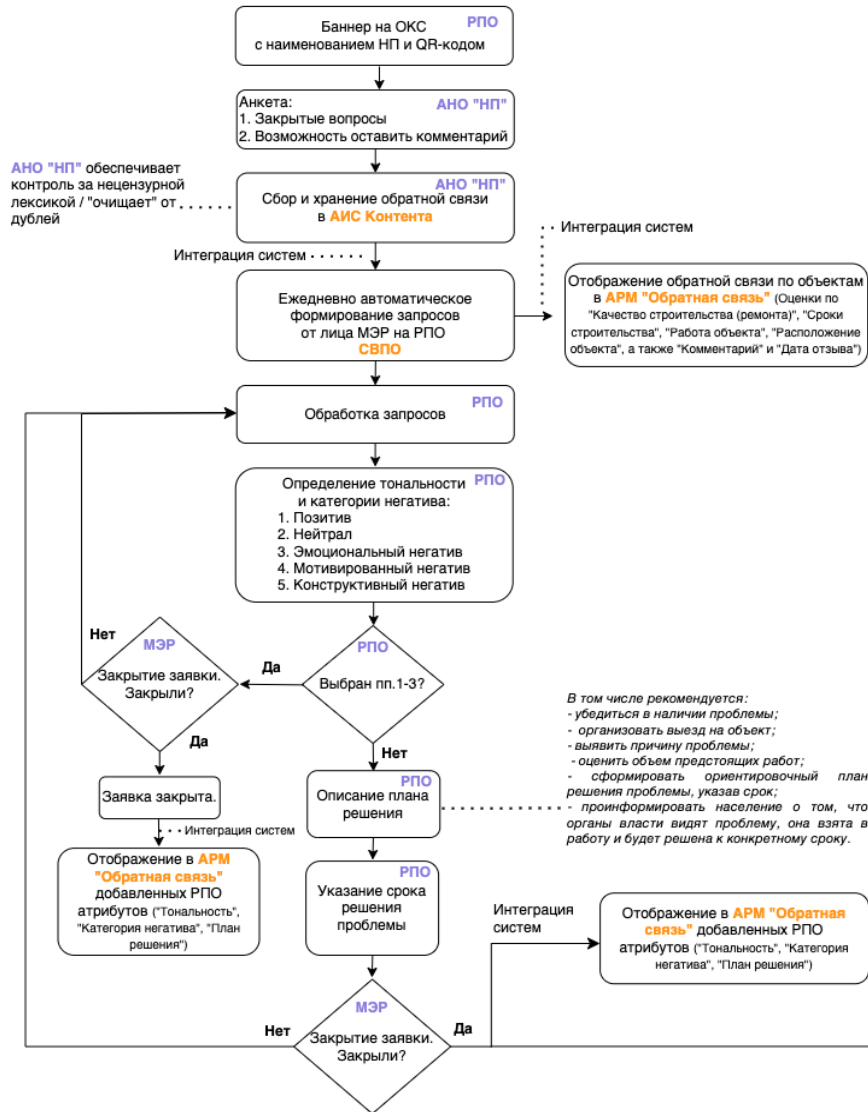 РПО
Баннер на ОКС
с наименованием НП и QR-кодом
АНО "НП"
Анкета:
1. Закрытые вопросы
2. Возможность оставить комментарий
АНО "НП" обеспечивает
контроль за нецензурной
лексикой / "очищает" от
дублей
АНО "НП"
Сбор и хранение обратной связи
в АИС Контента
Интеграция систем
Интеграция систем
Ежедневно автоматическое
формирование запросов
от лица МЭР на РПО
СВПО
Отображение обратной связи по объектам
в АРМ "Обратная связь" (Оценки по
"Качество строительства (ремонта)", "Сроки
строительства", "Работа объекта", "Расположение
объекта", а также "Комментарий" и "Дата отзыва")
РПО
Обработка запросов
РПО
Определение тональности
и категории негатива:
1. Позитив
2. Нейтрал
3. Эмоциональный негатив
4. Мотивированный негатив
5. Конструктивный негатив
Нет
МЭР
Закрытие заявки.
Закрыли?
Да
РПО
Выбран пп.1-3?
Да
Нет
В том числе рекомендуется:
- убедиться в наличии проблемы;
- организовать выезд на объект;
- выявить причину проблемы;
- оценить объем предстоящих работ;
- сформировать ориентировочный план
решения проблемы, указав срок;
- проинформировать население о том, что
органы власти видят проблему, она взята в
работу и будет решена к конкретному сроку.
Заявка закрыта.
РПО
Описание плана
решения
Интеграция систем
Отображение в АРМ
"Обратная связь"
добавленных РПО
атрибутов ("Тональность",
"Категория негатива", "План
решения")
РПО
Указание срока
решения
проблемы
Интеграция
систем
Отображение в АРМ "Обратная
связь" добавленных РПО
атрибутов ("Тональность", "Категория
негатива", "План решения")
Нет
МЭР
Закрытие заявки.
Закрыли?
Да